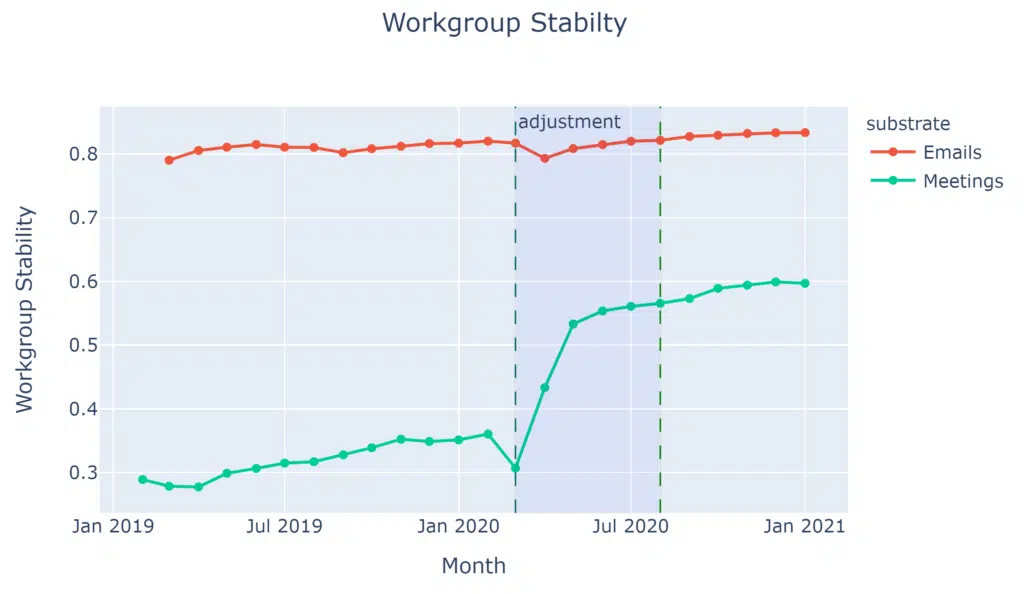 Workgroup Stabilty
adjustment
substrate
Emails
Meetings
Workgroup Stability
0.8
0.7
0.6
0.5
0.4
0.3
Jan 2019 Jul 2019 Jan 2020 Jul 2020 Jan 2021
Month